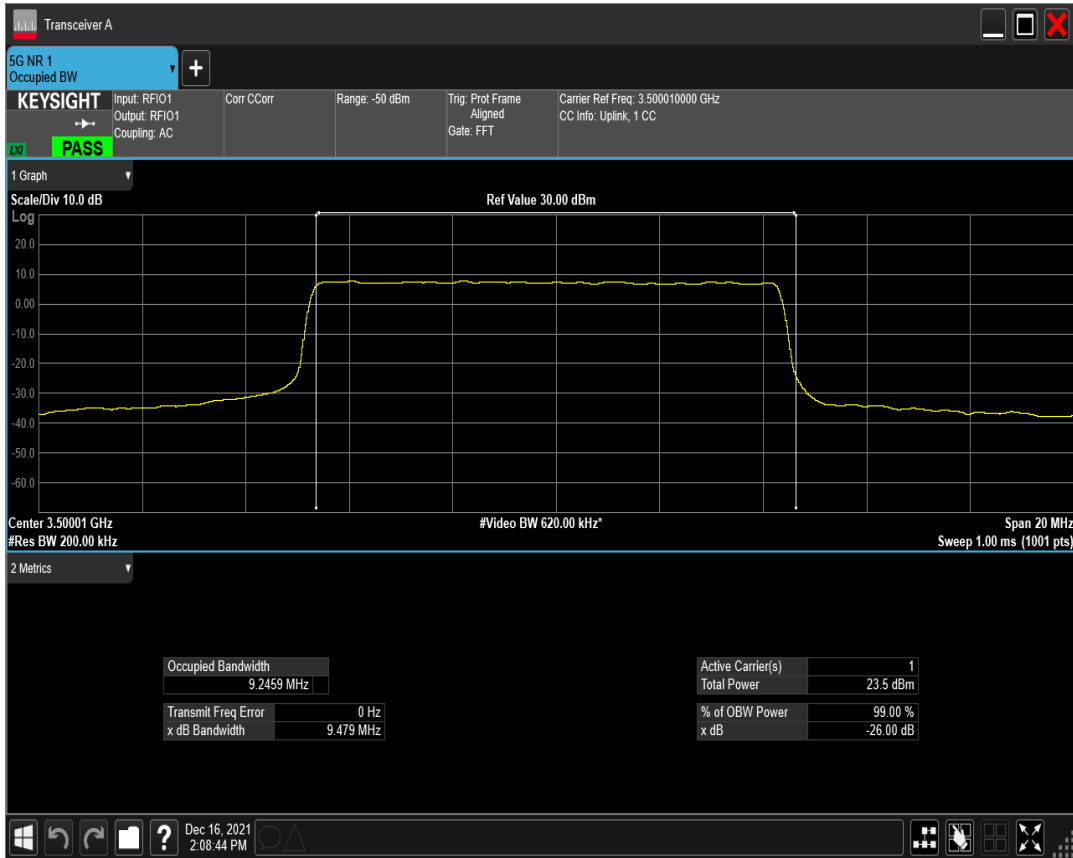 Transceiver A
5G NR 1
Occupied BW
KEYSIGHT
LXI
PASS
Input: RFIO1
Output: RFIO1
Coupling: AC
Corr CCorr
Range: -50 dBm
Trig: Prot Frame
Aligned
Gate: FFT
Carrier Ref Freq: 3.500010000 GHz
CC Info: Uplink, 1 CC
1 Graph
Scale/Div 10.0 dB
Ref Value 30.00 dBm
Log
20.0
10.0
0.00
-10.0
-20.0
-30.0
-40.0
-50.0
-60.0
Center 3.50001 GHz
#Video BW 620.00 kHz*
Span 20 MHz
#Res BW 200.00 kHz
Sweep 1.00 ms (1001 pts)
2 Metrics
Occupied Bandwidth
9.2459 MHz
Transmit Freq Error 0 Hz
x dB Bandwidth 9.479 MHz
Active Carrier(s) 1
Total Power 23.5 dBm
% of OBW Power 99.00 %
x dB -26.00 dB
Dec 16, 2021
2:08:44 PM